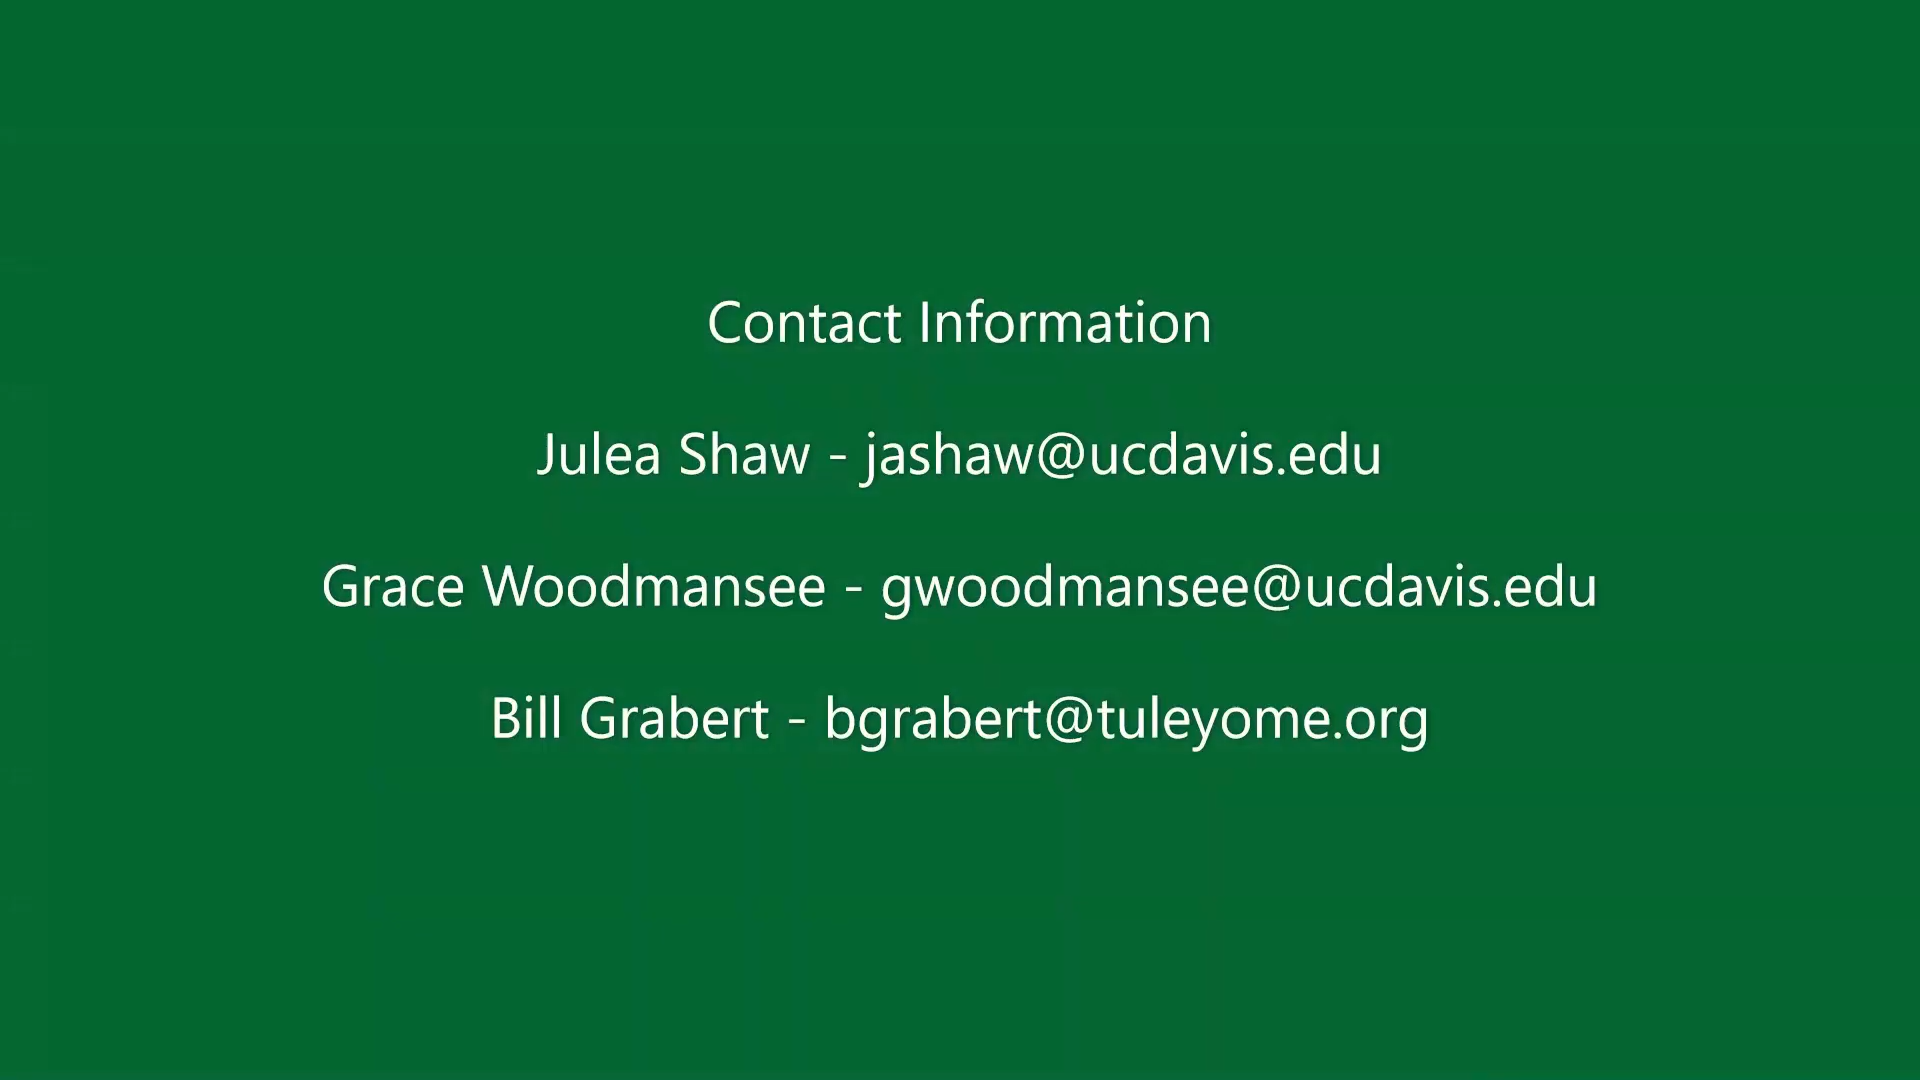 Contact Information
Julea Shaw - jashaw@ucdavis.edu
Grace Woodmansee - gwoodmansee@ucdavis.edu
Bill Grabert - bgrabert@tuleyome.org